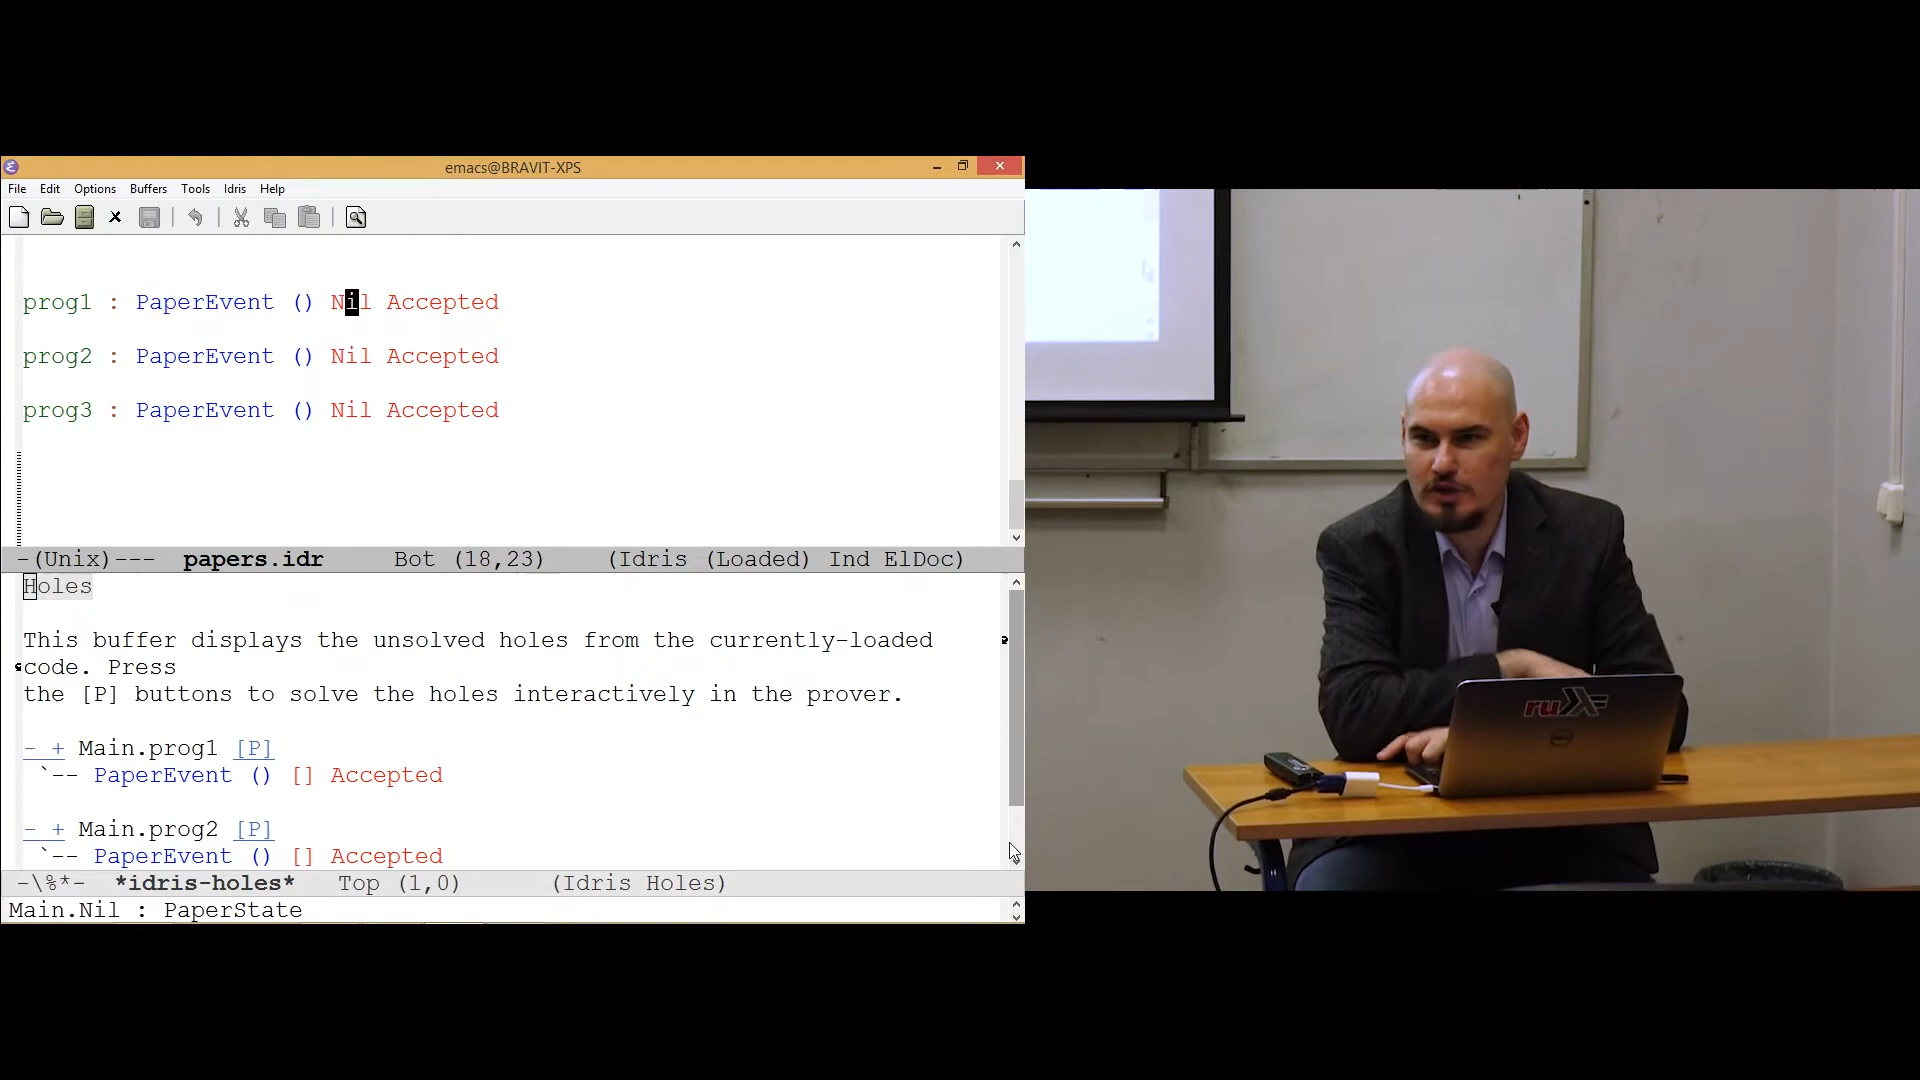 emacs@BRAVIT-XPS
File Edit Options Buffers Tools Idris Help
prog1 : PaperEvent () Nil Accepted
prog2 : PaperEvent () Nil Accepted
prog3 : PaperEvent () Nil Accepted
-(Unix)--- papers.idr Bot (18,23) (Idris (Loaded) Ind ElDoc)
Holes
This buffer displays the unsolved holes from the currently-loaded
code. Press
the [P] buttons to solve the holes interactively in the prover.
- + Main.prog1 [P]
`-- PaperEvent () [] Accepted
- + Main.prog2 [P]
`-- PaperEvent () [] Accepted
-\%*- *idris-holes* Top (1,0) (Idris Holes)
Main.Nil : PaperState
ru
DELL